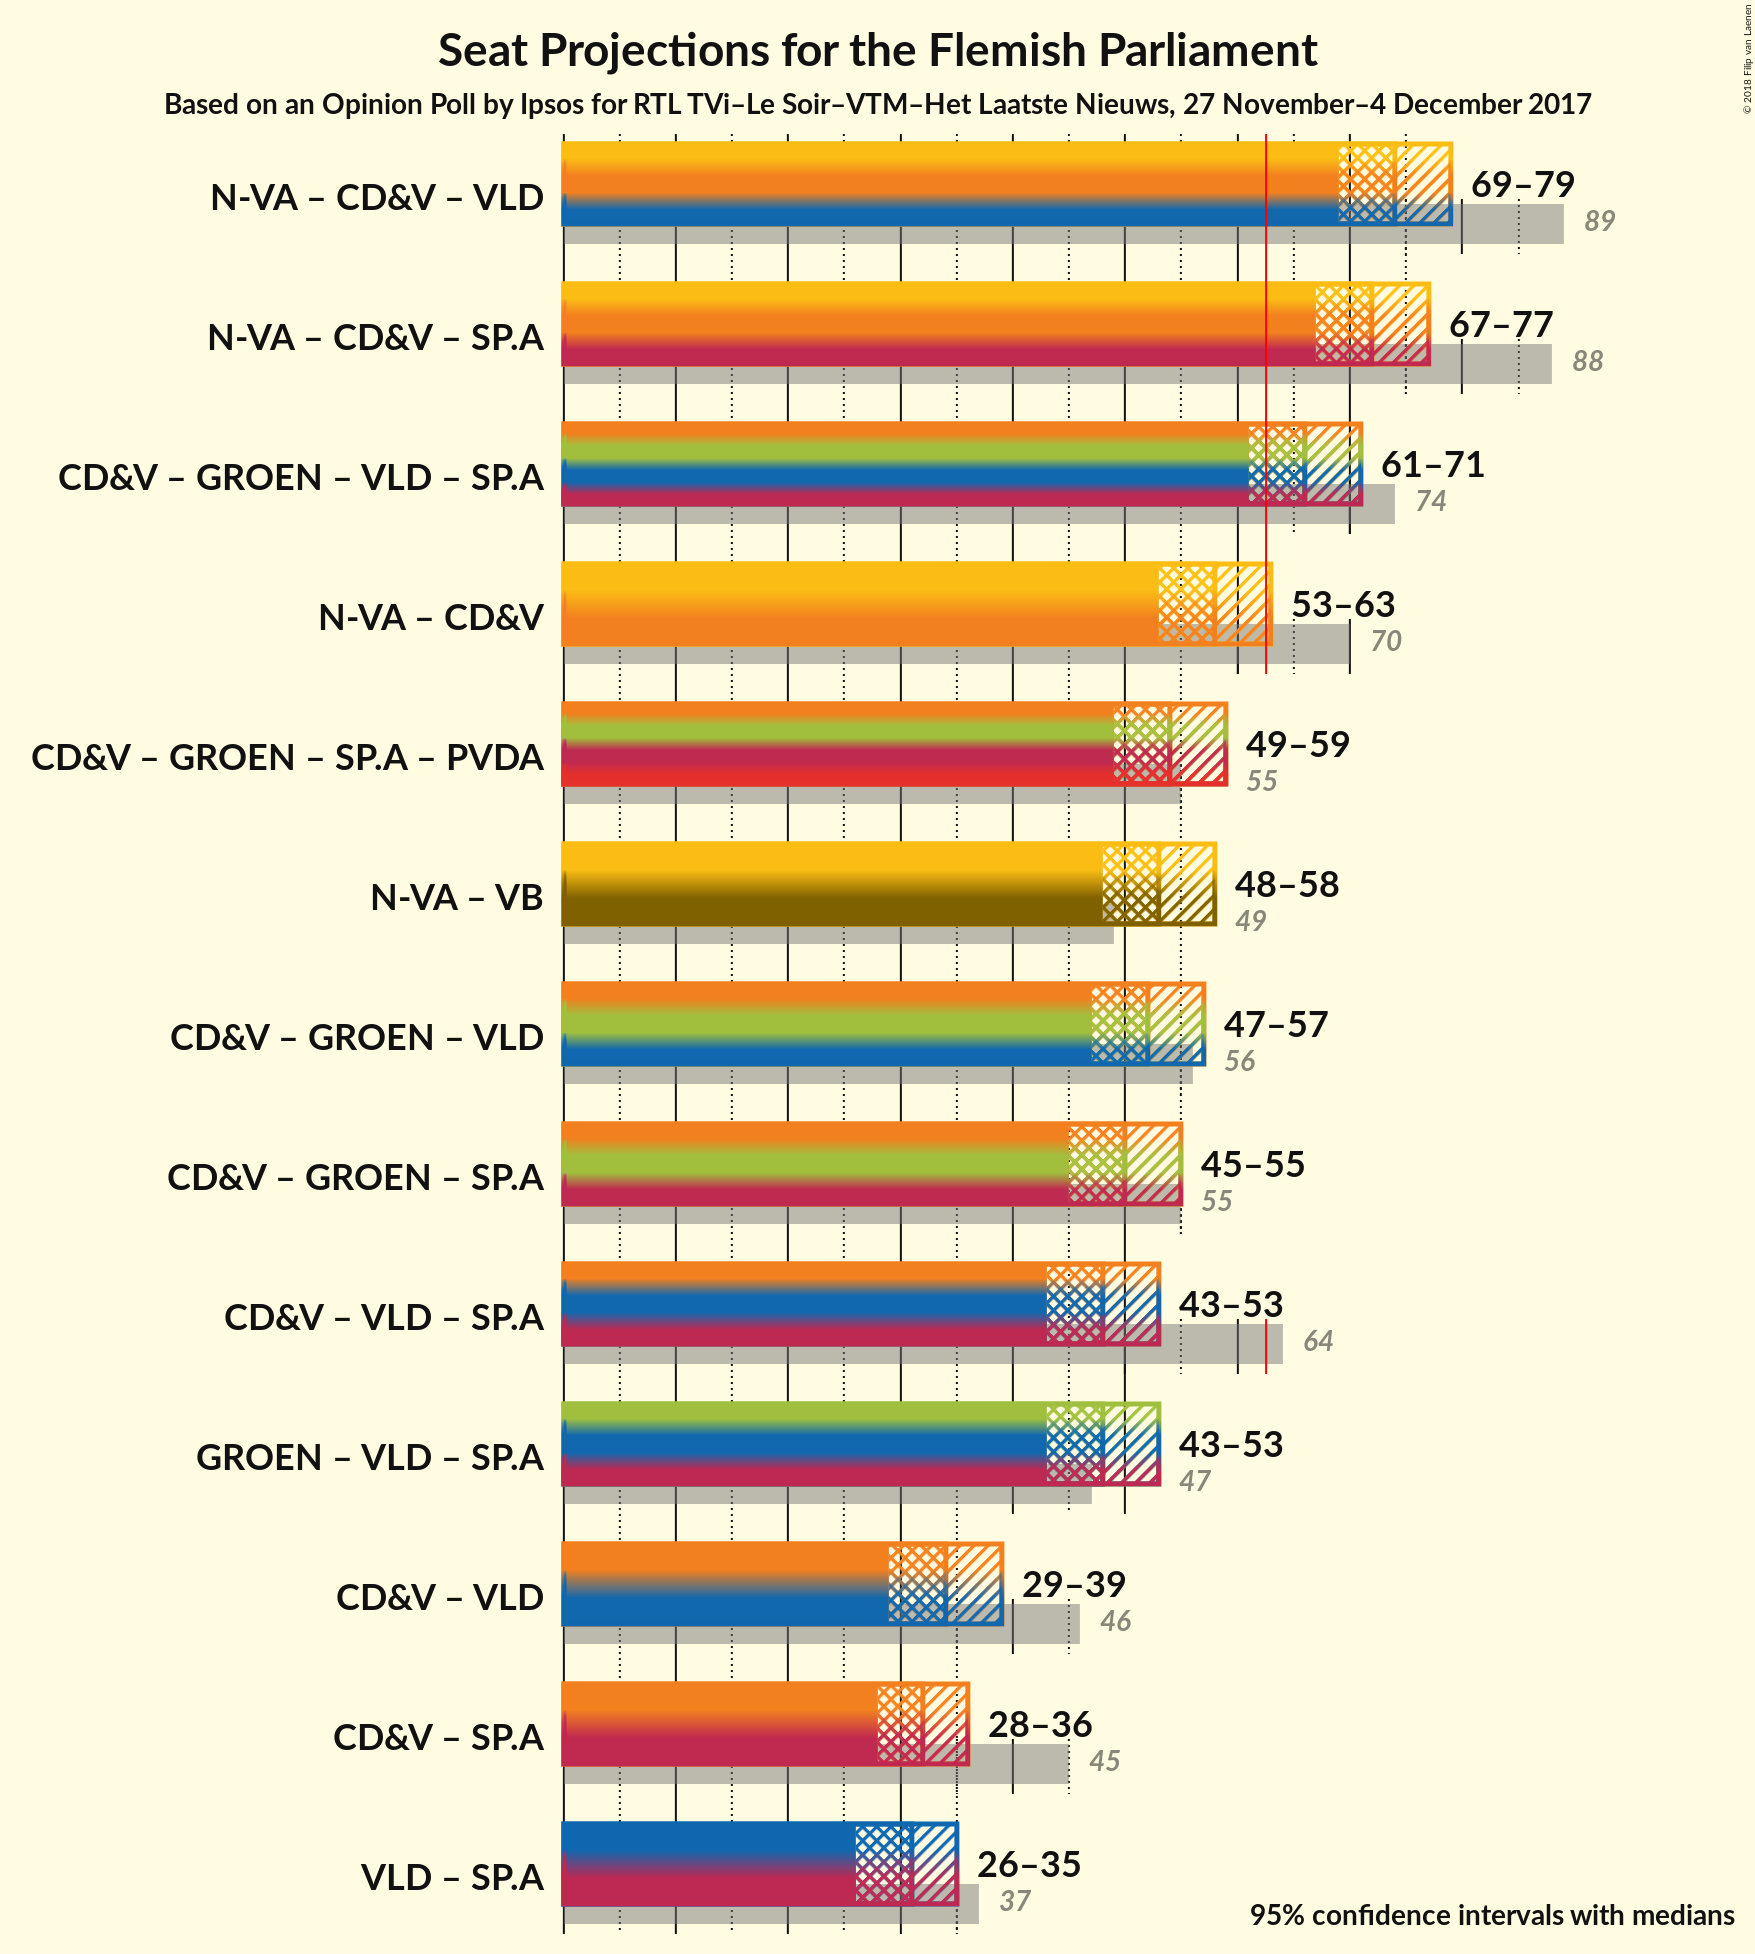 Seat Projections for the Flemish Parliament
Based on an Opinion Poll by Ipsos for RTL TVi–Le Soir–VTM–Het Laatste Nieuws, 27 November–4 December 2017
© 2018 Filip van Laenen
N-VA – CD&V – VLD
69–79
89
N-VA – CD&V – SP.A
67–77
88
CD&V – GROEN – VLD – SP.A
61–71
74
N-VA – CD&V
53–63
70
CD&V – GROEN – SP.A – PVDA
49–59
55
N-VA – VB
48–58
49
CD&V – GROEN – VLD
47–57
56
CD&V – GROEN – SP.A
45–55
55
CD&V – VLD – SP.A
43–53
64
GROEN – VLD – SP.A
43–53
47
CD&V – VLD
29–39
46
CD&V – SP.A
28–36
45
VLD – SP.A
26–35
37
95% confidence intervals with medians